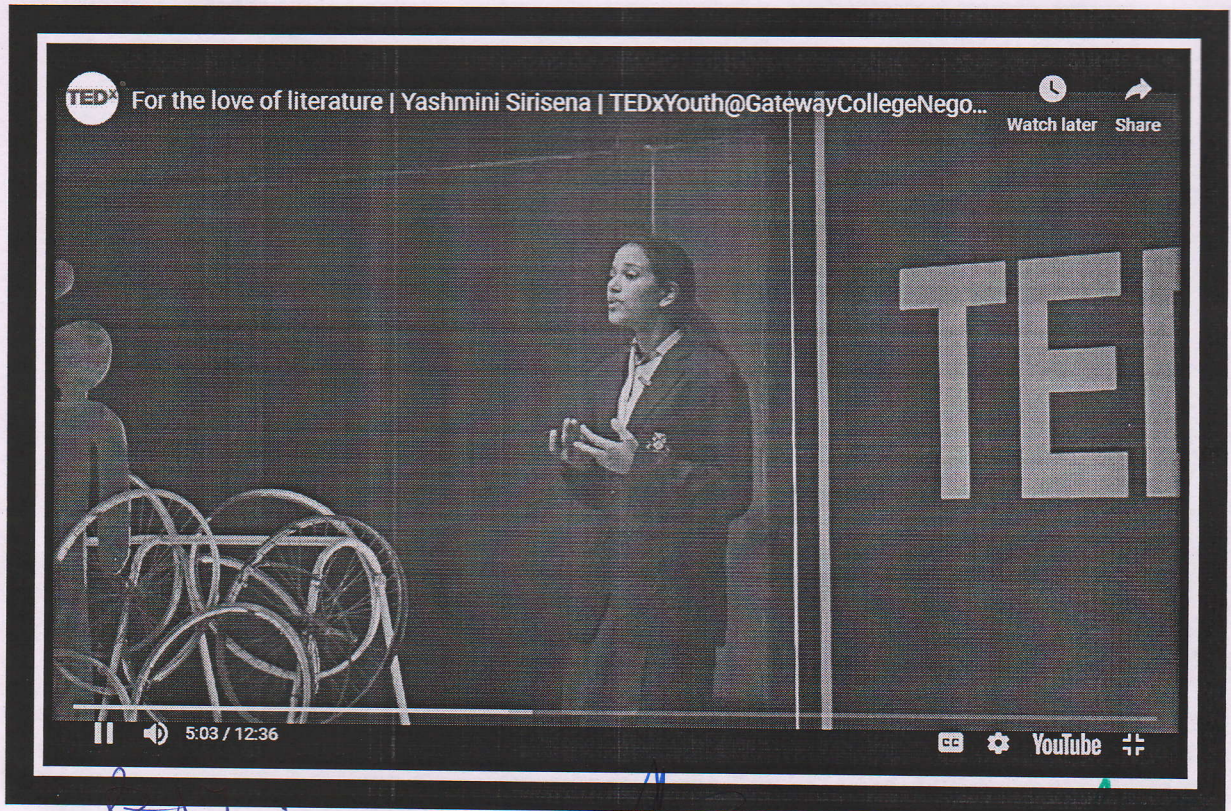 TEDx
For the love of literature | Yashmini Sirisena | TEDxYouth@GatewayCollegeNego...
Watch later Share
TED
5:03 / 12:36
CC
YouTube